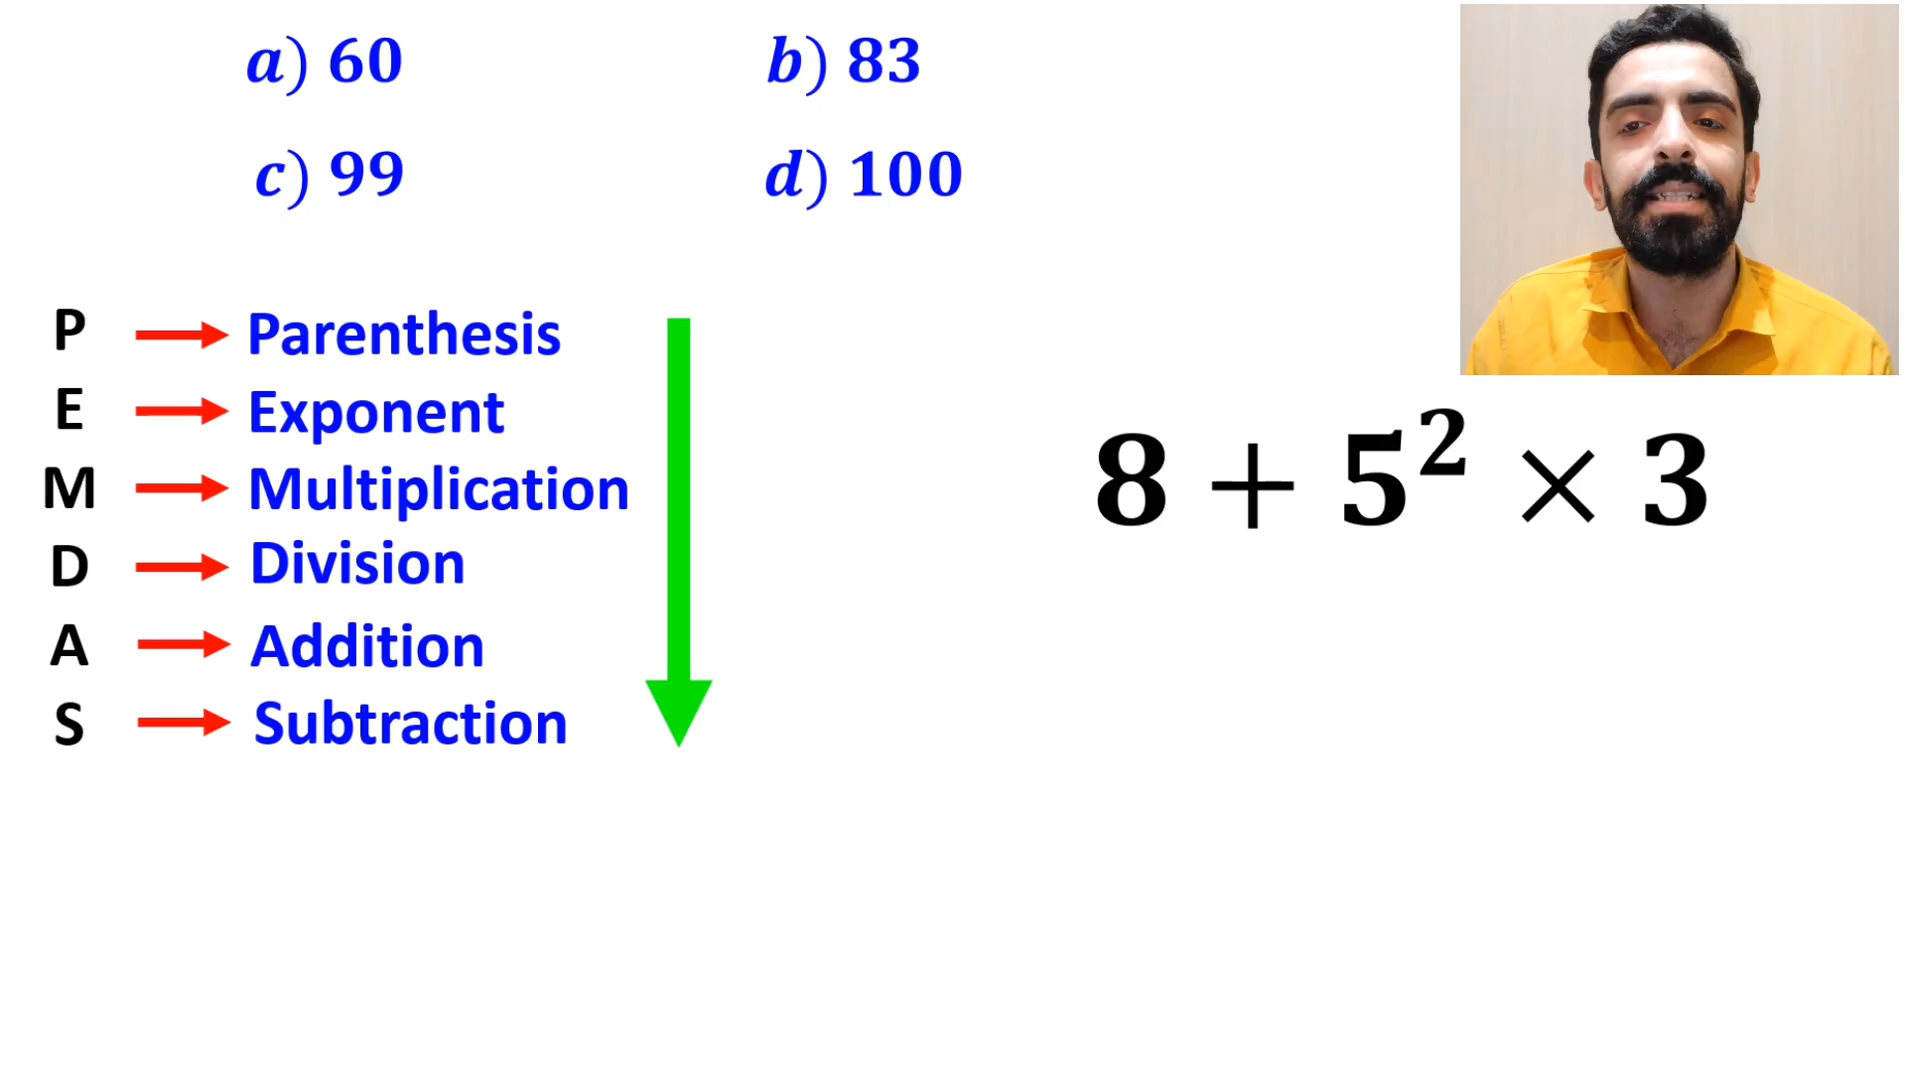 a) 60 b) 83
c) 99 d) 100
P Parenthesis
E Exponent
M Multiplication
D Division
A Addition
S Subtraction
8 + 5² × 3